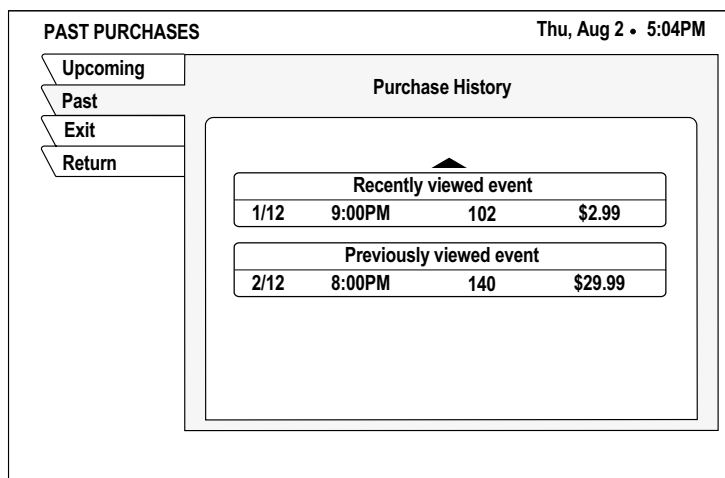 PAST PURCHASES
Thu, Aug 2 • 5:04PM
Upcoming
Past
Exit
Return
Purchase History
Recently viewed event
1/12 9:00PM 102 $2.99
Previously viewed event
2/12 8:00PM 140 $29.99